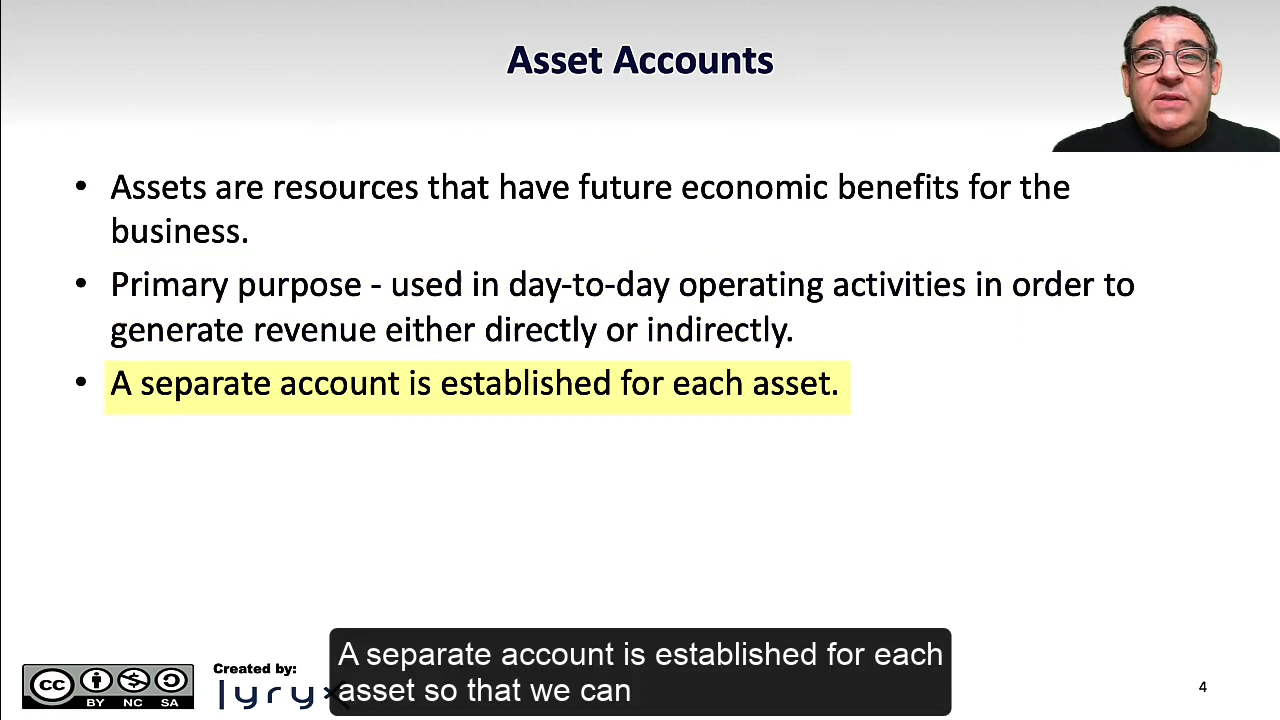 Asset Accounts
• Assets are resources that have future economic benefits for the
business.
• Primary purpose - used in day-to-day operating activities in order to
generate revenue either directly or indirectly.
• A separate account is established for each asset.
A separate account is established for each
asset so that we can
cc
BY NC SA
Created by:
lyryx
4